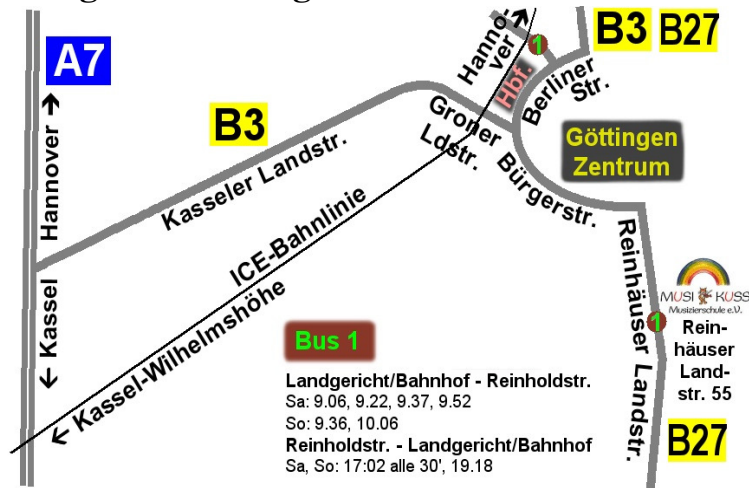 A7
B3
B3 B27
Hanno-
ver →
1
Hbf.
Berliner
Str.
Groner
Ldstr.
Göttingen
Zentrum
Bürgerstr.
Kasseler Landstr.
Hannover →
← Kassel
ICE-Bahnlinie
← Kassel-Wilhelmshöhe
Reinhäuser Landstr.
MUSI KUSS
Musizierschule e.V.
1
Rein-
häuser
Land-
str. 55
B27
Bus 1
Landgericht/Bahnhof - Reinholdstr.
Sa: 9.06, 9.22, 9.37, 9.52
So: 9.36, 10.06
Reinholdstr. - Landgericht/Bahnhof
Sa, So: 17:02 alle 30', 19.18